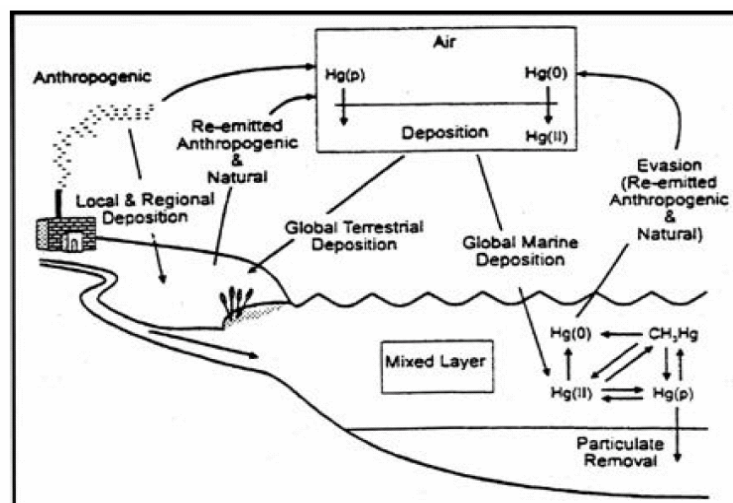 Air
Anthropogenic
Hg(p)
Hg(0)
Deposition
Hg(II)
Re-emitted
Anthropogenic
&
Natural
Local & Regional
Deposition
Global Terrestrial
Deposition
Global Marine
Deposition
Evasion
(Re-emitted
Anthropogenic
&
Natural)
Mixed Layer
Hg(0)
CH₃Hg
Hg(II)
Hg(p)
Particulate
Removal